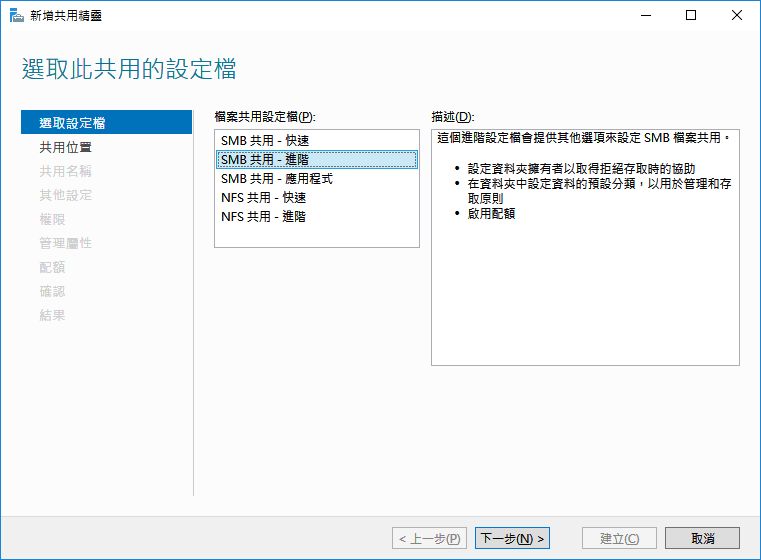 新增共用精靈
選取此共用的設定檔
選取設定檔
共用位置
共用名稱
其他設定
權限
管理屬性
配額
確認
結果
檔案共用設定檔(P):
SMB 共用 - 快速
SMB 共用 - 進階
SMB 共用 - 應用程式
NFS 共用 - 快速
NFS 共用 - 進階
描述(D):
這個進階設定檔會提供其他選項來設定 SMB 檔案共用。
• 設定資料夾擁有者以取得拒絕存取時的協助
• 在資料夾中設定資料的預設分類，以用於管理和存
取原則
• 啟用配額
< 上一步(P)
下一步(N) >
建立(C)
取消